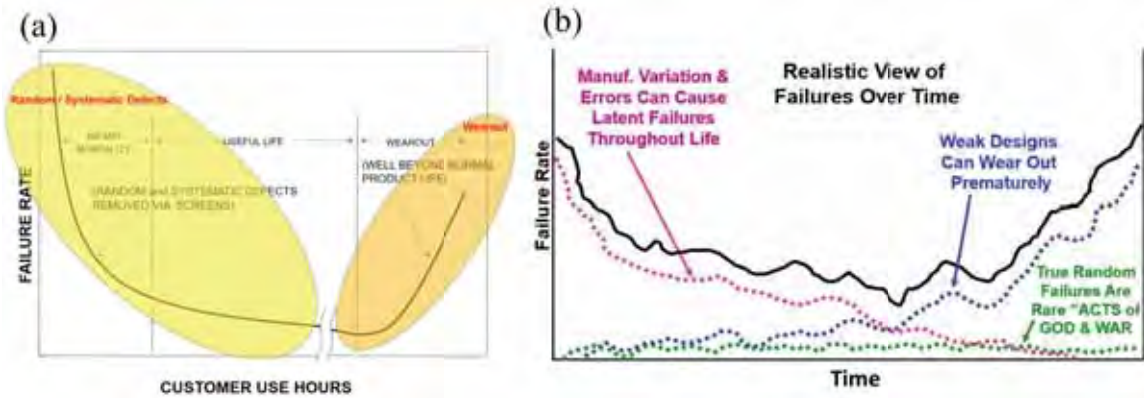 (a)
Random / Systematic Defects
Wearout
INFANT
MORTALITY
USEFUL LIFE
WEAROUT
(WELL BEYOND NORMAL
PRODUCT LIFE)
(RANDOM and SYSTEMATIC DEFECTS
REMOVED VIA SCREENS)
FAILURE RATE
CUSTOMER USE HOURS
(b)
Realistic View of
Failures Over Time
Manuf. Variation &
Errors Can Cause
Latent Failures
Throughout Life
Weak Designs
Can Wear Out
Prematurely
True Random
Failures Are
Rare "ACTS of
GOD & WAR
Failure Rate
Time